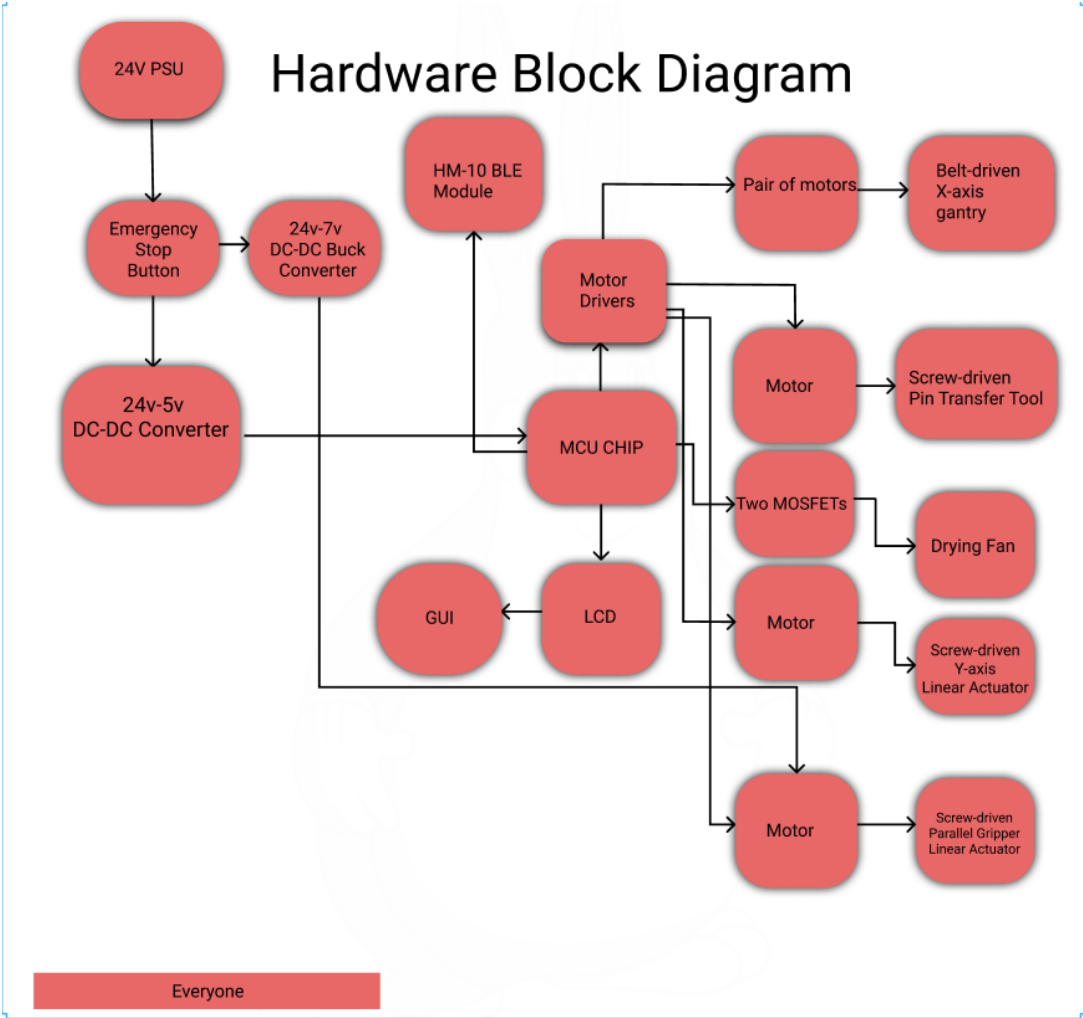 24V PSU
Hardware Block Diagram
HM-10 BLE
Module
Pair of motors
Belt-driven
X-axis
gantry
Emergency
Stop
Button
24v-7v
DC-DC Buck
Converter
Motor
Drivers
Motor
Screw-driven
Pin Transfer Tool
24v-5v
DC-DC Converter
MCU CHIP
Two MOSFETs
Drying Fan
GUI
LCD
Motor
Screw-driven
Y-axis
Linear Actuator
Motor
Screw-driven
Parallel Gripper
Linear Actuator
Everyone